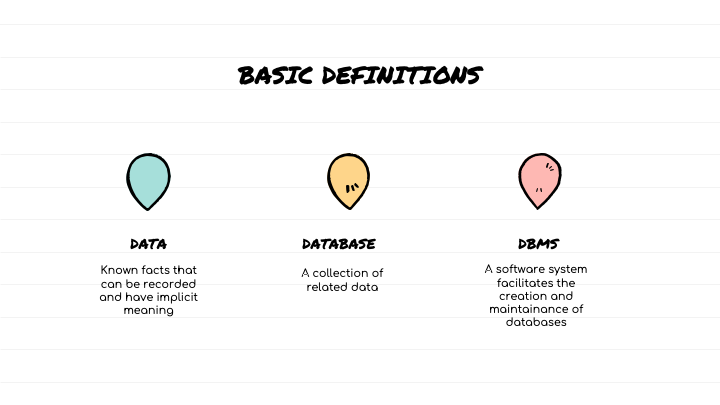 BASIC DEFINITIONS
DATA
Known facts that
can be recorded
and have implicit
meaning
DATABASE
A collection of
related data
DBMS
A software system
facilitates the
creation and
maintainance of
databases